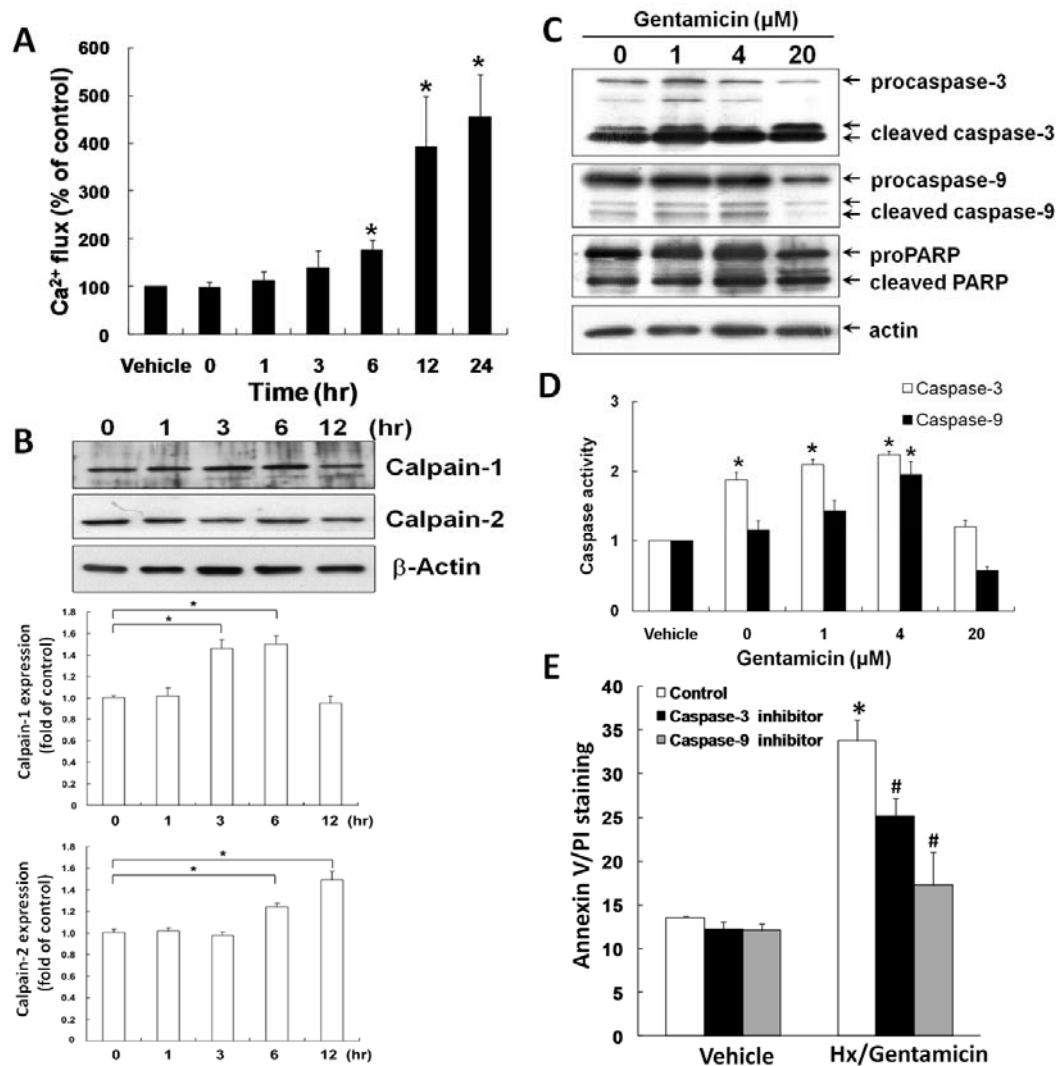 A
Ca²⁺ flux (% of control)
600
500
400
300
200
100
0
*
*
*
Vehicle 0 1 3 6 12 24
Time (hr)
B
0 1 3 6 12 (hr)
Calpain-1
Calpain-2
β-Actin
Calpain-1 expression
(fold of control)
1.8
1.6
1.4
1.2
1.0
0.8
0.6
0.4
1.2
0
*
*
0 1 3 6 12 (hr)
Calpain-2 expression
(fold of control)
1.8
1.6
1.4
1.2
1.0
0.8
0.6
0.4
1.2
0
*
*
0 1 3 6 12 (hr)
C
Gentamicin (μM)
0 1 4 20
procaspase-3
cleaved caspase-3
procaspase-9
cleaved caspase-9
proPARP
cleaved PARP
actin
D
Caspase-3
Caspase-9
Caspase activity
3
2
1
0
*
*
* *
Vehicle 0 1 4 20
Gentamicin (μM)
E
Control
Caspase-3 inhibitor
Caspase-9 inhibitor
Annexin V/PI staining
40
35
30
25
20
15
10
5
0
*
#
#
Vehicle Hx/Gentamicin